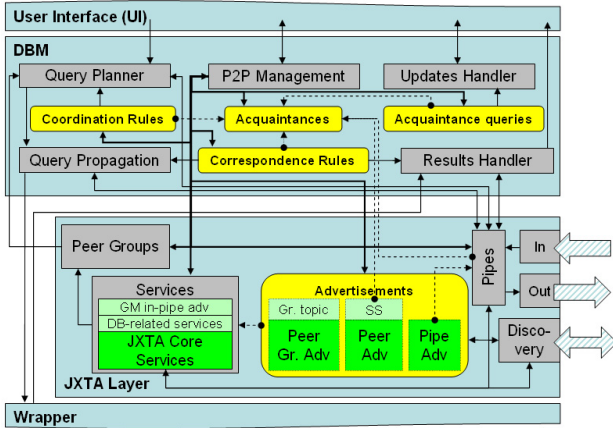 User Interface (UI)
DBM
Query Planner
P2P Management
Updates Handler
Coordination Rules
Acquaintances
Acquaintance queries
Query Propagation
Correspondence Rules
Results Handler
Peer Groups
Pipes
In
Out
Disco-
very
Services
GM in-pipe adv
DB-related services
JXTA Core
Services
Advertisements
Gr. topic
SS
Peer
Gr. Adv
Peer
Adv
Pipe
Adv
JXTA Layer
Wrapper